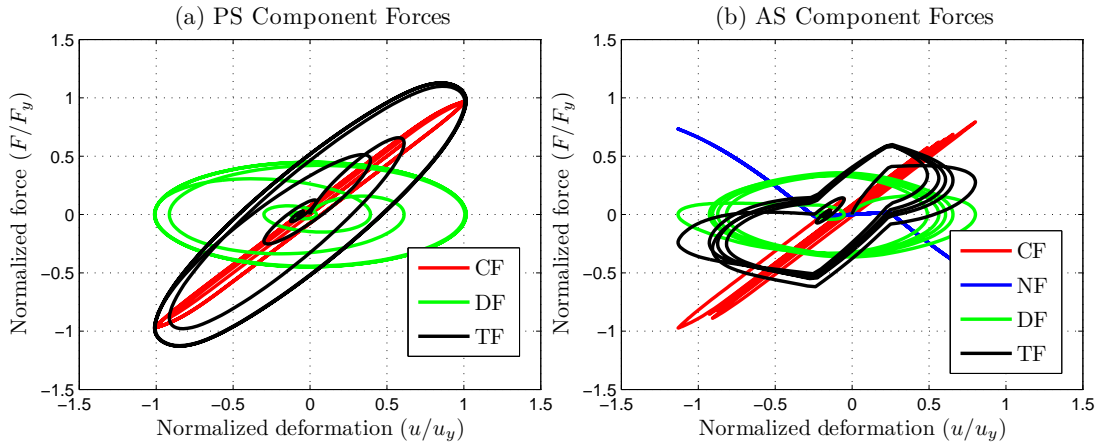 (a) PS Component Forces
1.5
1
0.5
0
−0.5
−1
−1.5
−1.5 −1 −0.5 0 0.5 1 1.5
Normalized force (F/F_y)
Normalized deformation (u/u_y)
CF
DF
TF
(b) AS Component Forces
1.5
1
0.5
0
−0.5
−1
−1.5
−1.5 −1 −0.5 0 0.5 1 1.5
Normalized force (F/F_y)
Normalized deformation (u/u_y)
CF
NF
DF
TF